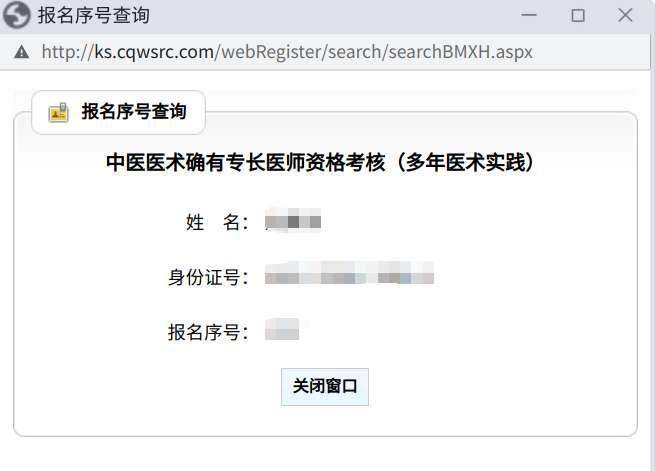 报名序号查询
http://ks.cqwsrc.com/webRegister/search/searchBMXH.aspx
报名序号查询
中医医术确有专长医师资格考核（多年医术实践）
姓　名：
身份证号：
报名序号：
关闭窗口